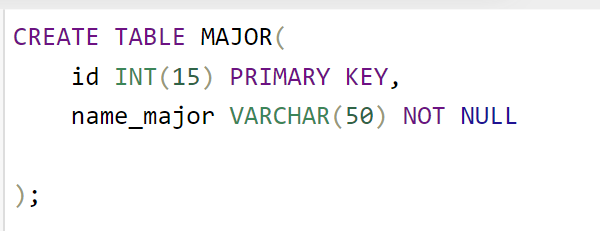 CREATE TABLE MAJOR(
id INT(15) PRIMARY KEY,
name_major VARCHAR(50) NOT NULL
);